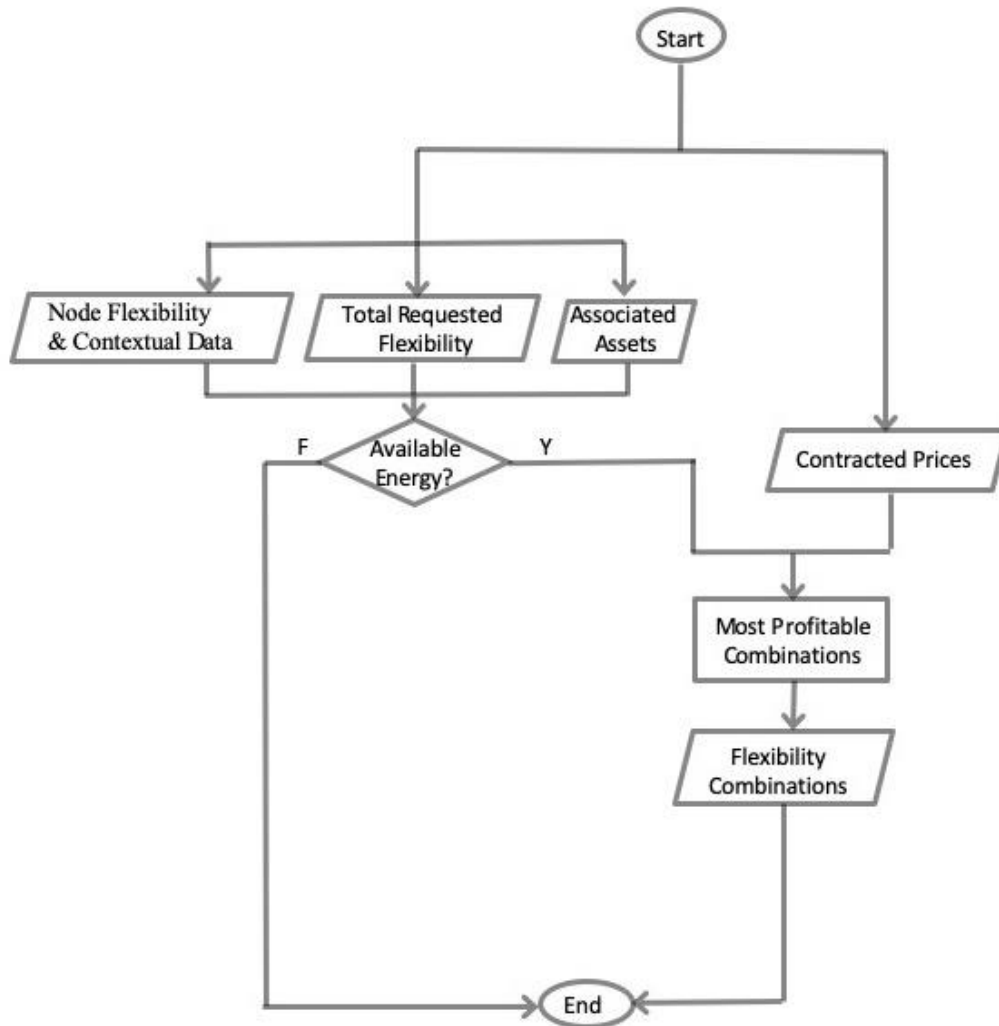 Start
Node Flexibility
& Contextual Data
Total Requested
Flexibility
Associated
Assets
F
Available
Energy?
Y
Contracted Prices
Most Profitable
Combinations
Flexibility
Combinations
End